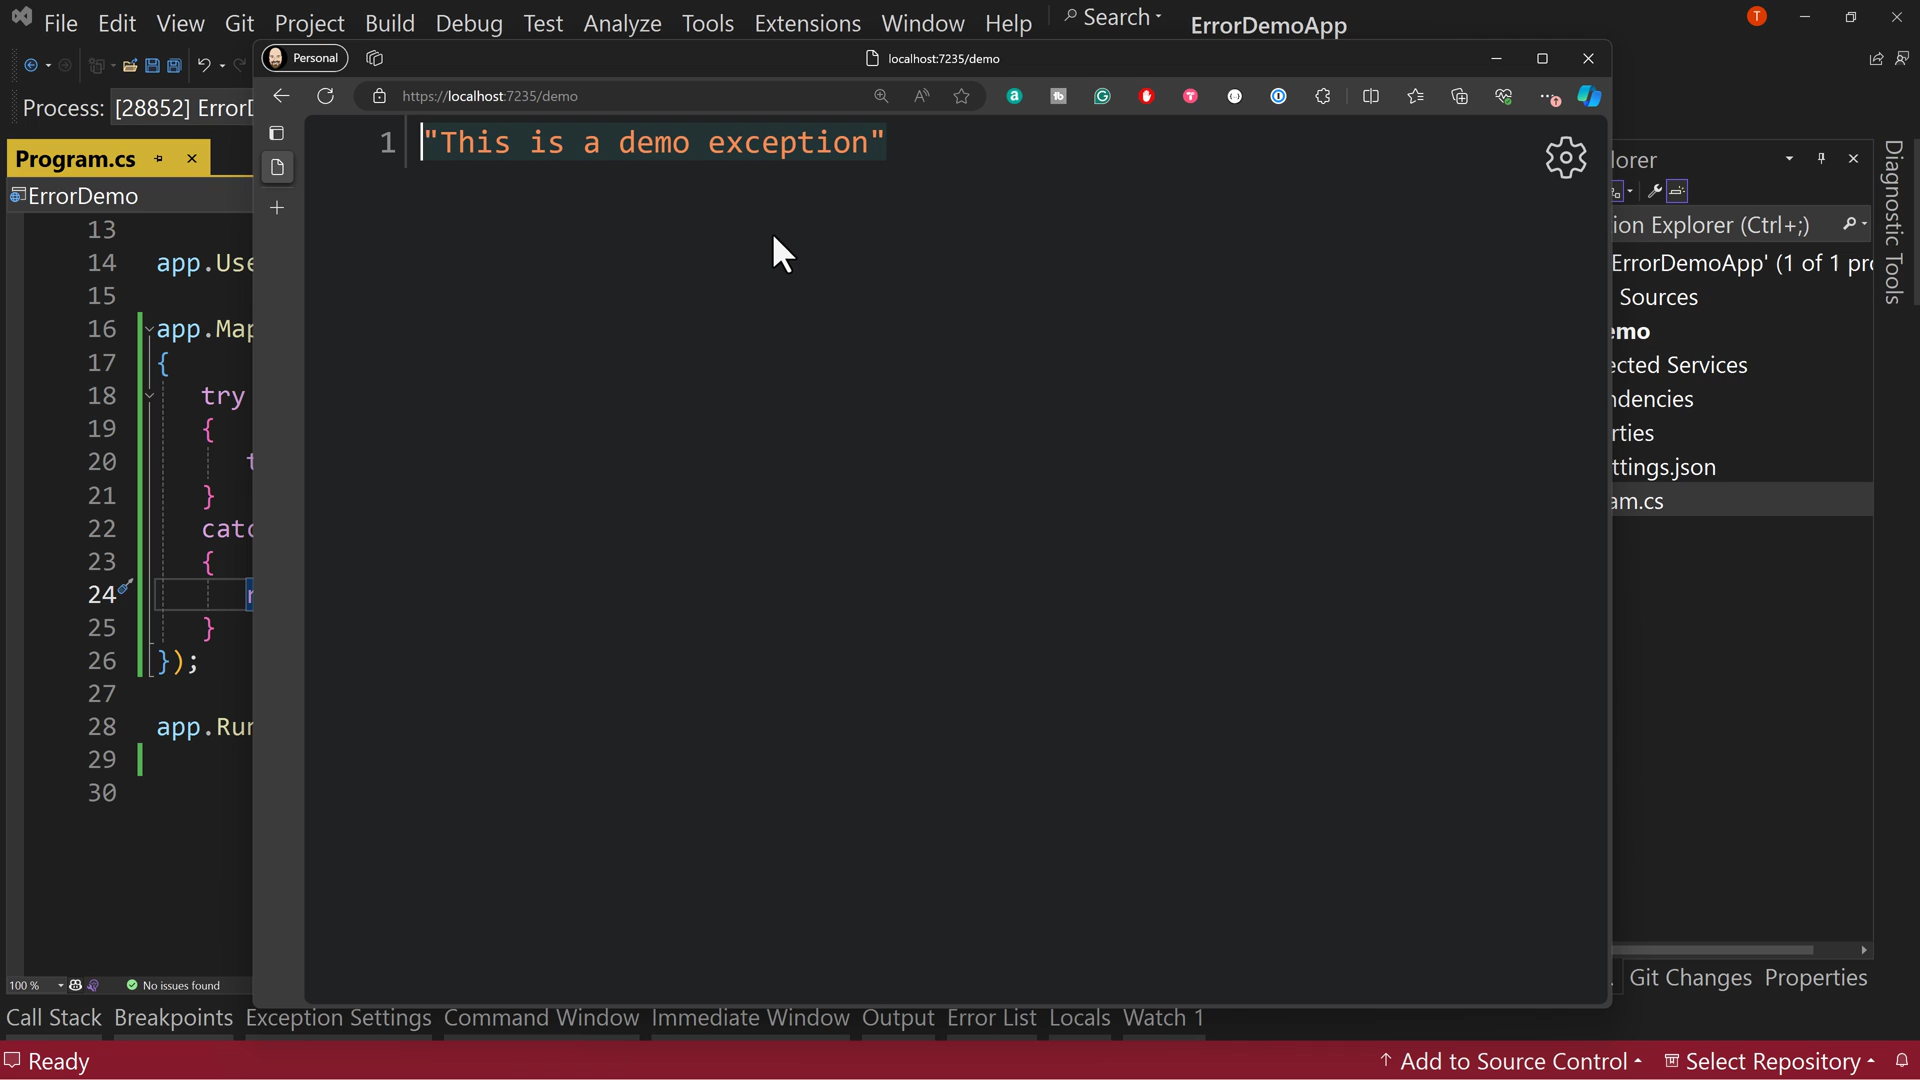 File Edit View Git Project Build Debug Test Analyze Tools Extensions Window Help Search ErrorDemoApp
Personal
localhost:7235/demo
https://localhost:7235/demo
Process: [28852] ErrorD
Program.cs
ErrorDemo
1 "This is a demo exception"
13
14 app.Use
15
16 app.Map
17 {
18 try
19 {
20 t
21 }
22 catc
23 {
24 r
25 }
26 });
27
28 app.Run
29
30
lorer
ion Explorer (Ctrl+;)
ErrorDemoApp' (1 of 1 pro
Sources
emo
ected Services
ndencies
rties
ttings.json
am.cs
Diagnostic Tools
100 % No issues found
Git Changes Properties
Call Stack Breakpoints Exception Settings Command Window Immediate Window Output Error List Locals Watch 1
Ready
Add to Source Control Select Repository